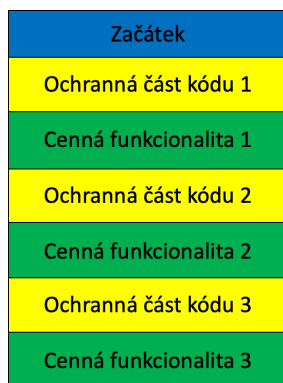 Začátek
Ochranná část kódu 1
Cenná funkcionalita 1
Ochranná část kódu 2
Cenná funkcionalita 2
Ochranná část kódu 3
Cenná funkcionalita 3